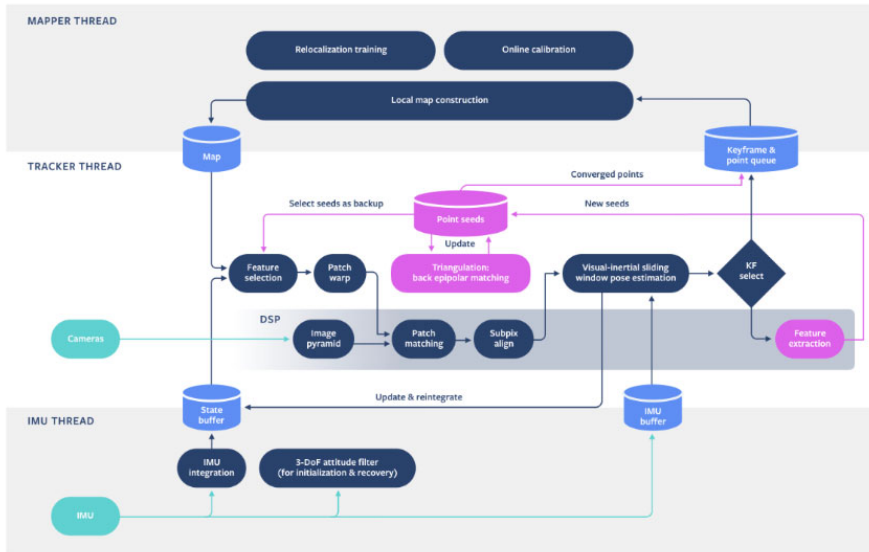 MAPPER THREAD
Relocalization training
Online calibration
Local map construction
Map
Keyframe &
point queue
TRACKER THREAD
Converged points
Select seeds as backup
Point seeds
New seeds
Update
Feature
selection
Patch
warp
Triangulation:
back epipolar matching
Visual-inertial sliding
window pose estimation
KF
select
DSP
Cameras
Image
pyramid
Patch
matching
Subpix
align
Feature
extraction
Update & reintegrate
State
buffer
IMU
buffer
IMU THREAD
IMU
integration
3-DoF attitude filter
(for initialization & recovery)
IMU